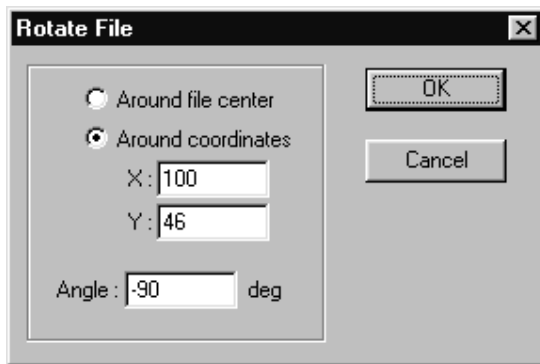 Rotate File
Around file center
OK
Around coordinates
X : 100
Cancel
Y : 46
Angle : -90 deg